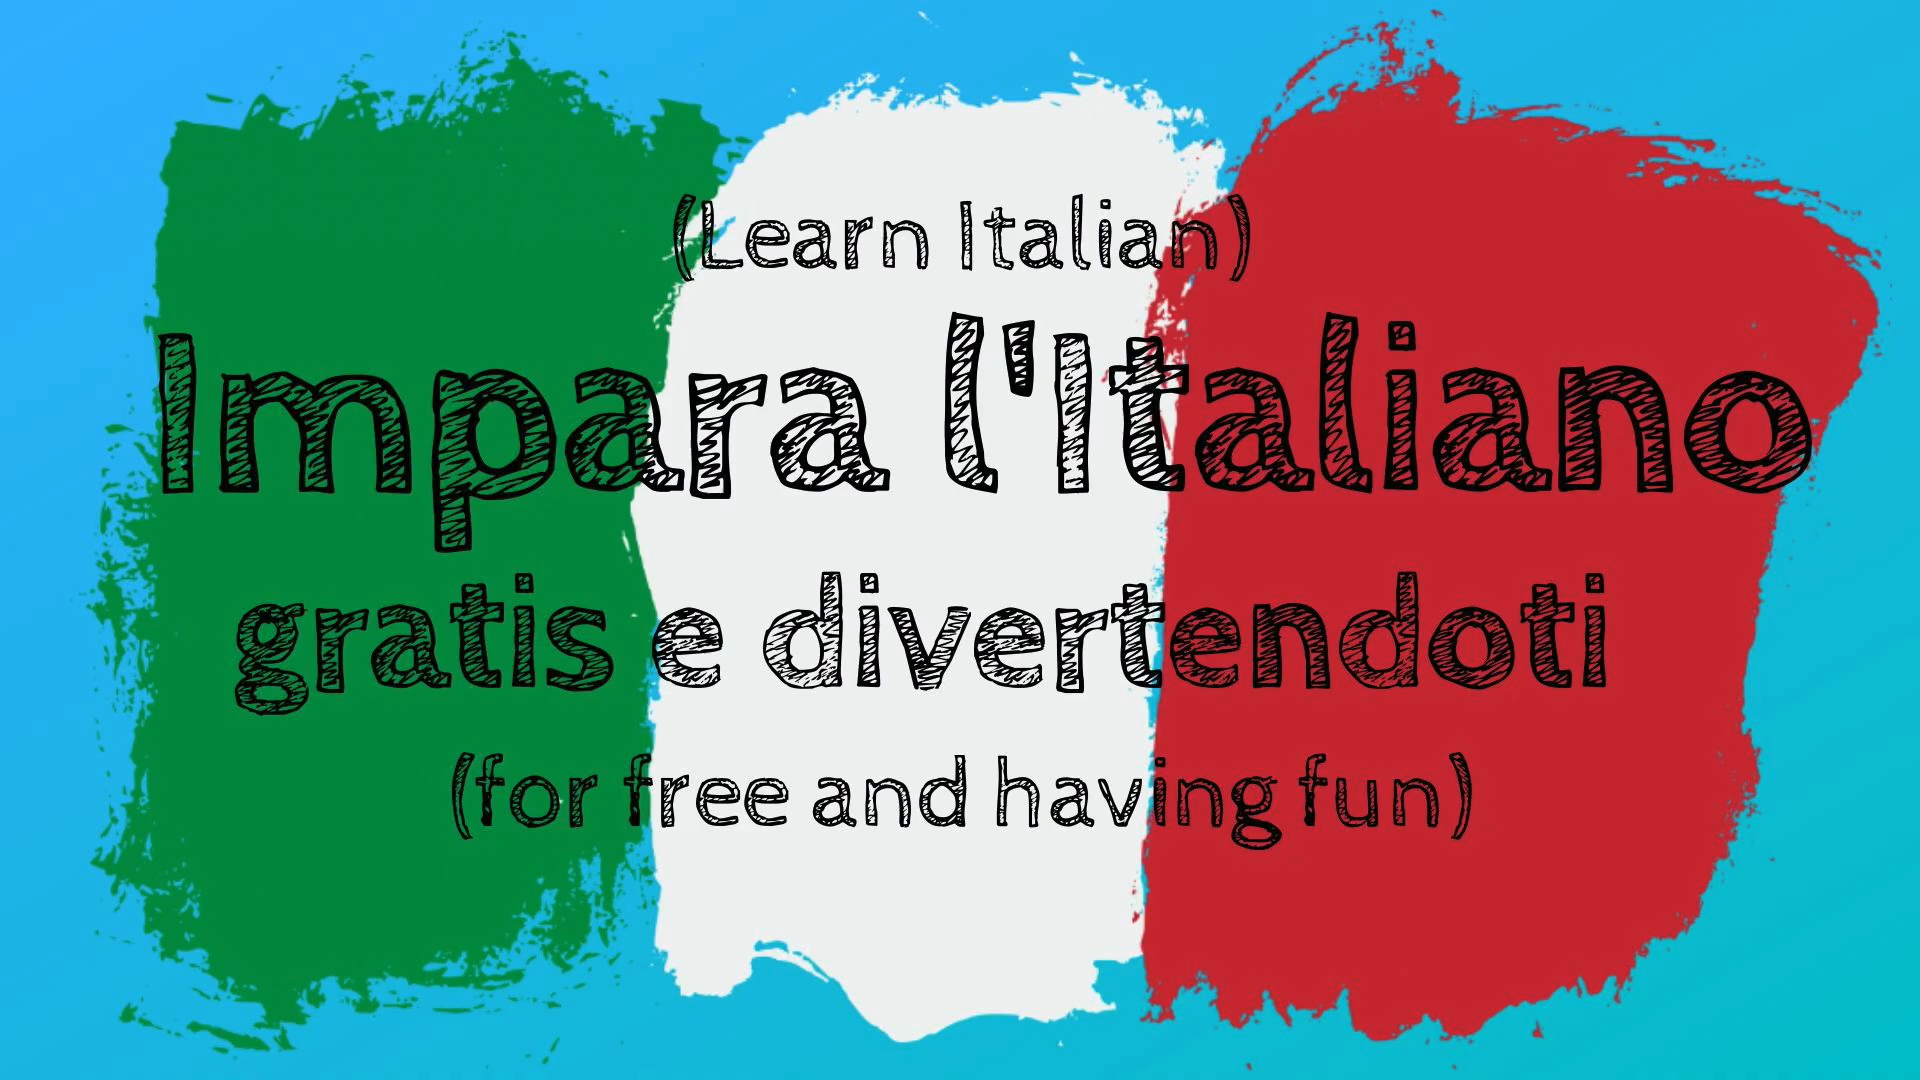 (Learn Italian)
Impara l'Italiano
gratis e divertendoti
(for free and having fun)